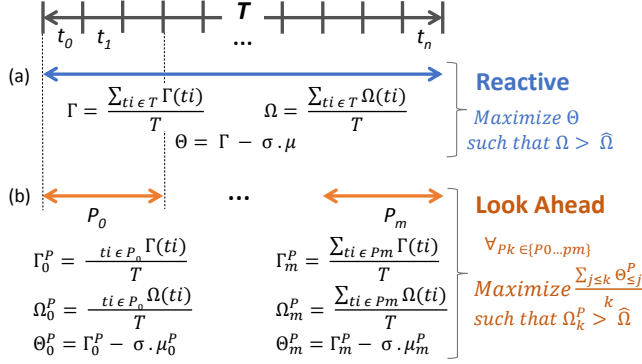 T
t₀ t₁ ... tₙ
(a)
Γ = ∑_{ti ∈ T} Γ(ti) / T Ω = ∑_{ti ∈ T} Ω(ti) / T
Θ = Γ − σ . μ
Reactive
Maximize Θ
such that Ω > Ω̂
(b)
P₀ ... Pₘ
Γ₀ᴾ = ti ∈ P₀ Γ(ti) / T Γₘᴾ = ∑_{ti ∈ Pm} Γ(ti) / T
Ω₀ᴾ = ti ∈ P₀ Ω(ti) / T Ωₘᴾ = ∑_{ti ∈ Pm} Ω(ti) / T
Θ₀ᴾ = Γ₀ᴾ − σ . μ₀ᴾ Θₘᴾ = Γₘᴾ − σ . μₘᴾ
Look Ahead
∀_{Pk ∈{P0...pm}}
Maximize ∑_{j≤k} Θ_{≤j}ᴾ / k
such that Ωₖᴾ > Ω̂